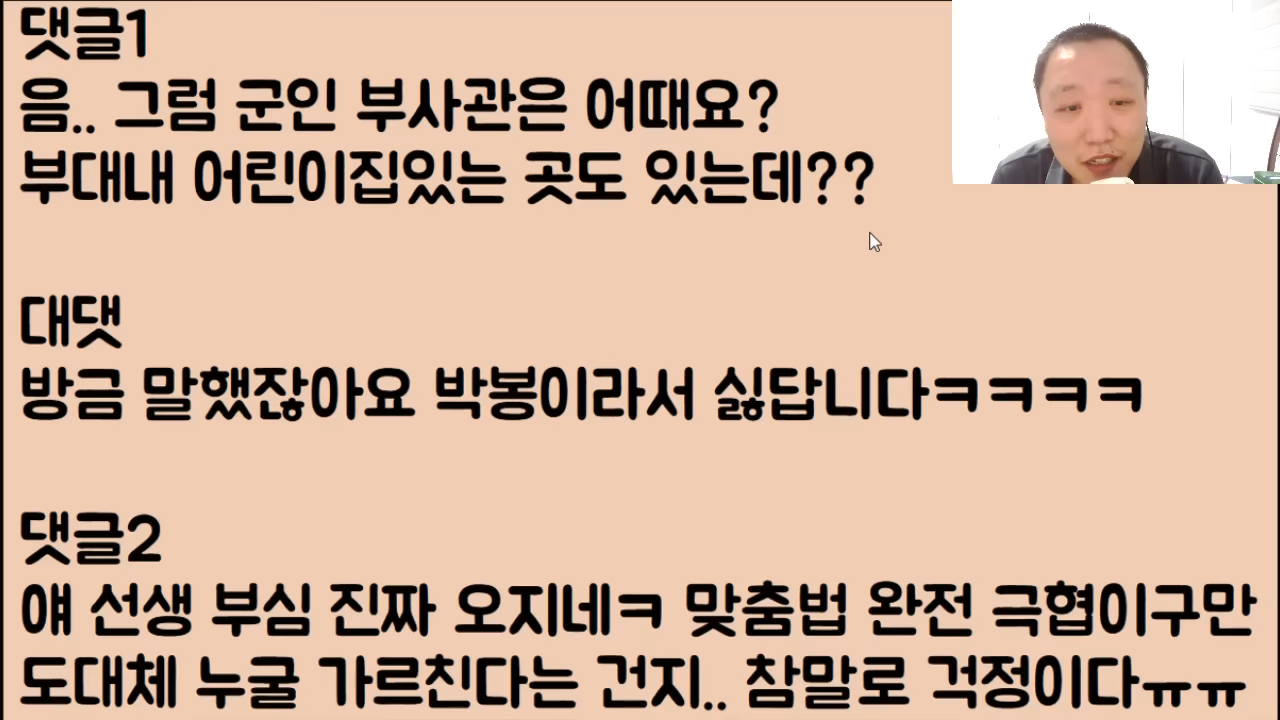 댓글1
음.. 그럼 군인 부사관은 어때요?
부대내 어린이집있는 곳도 있는데??
대댓
방금 말했잖아요 박봉이라서 싫답니다ㅋㅋㅋㅋ
댓글2
얘 선생 부심 진짜 오지네ㅋ 맞춤법 완전 극협이구만
도대체 누굴 가르친다는 건지.. 참말로 걱정이다ㅠㅠ